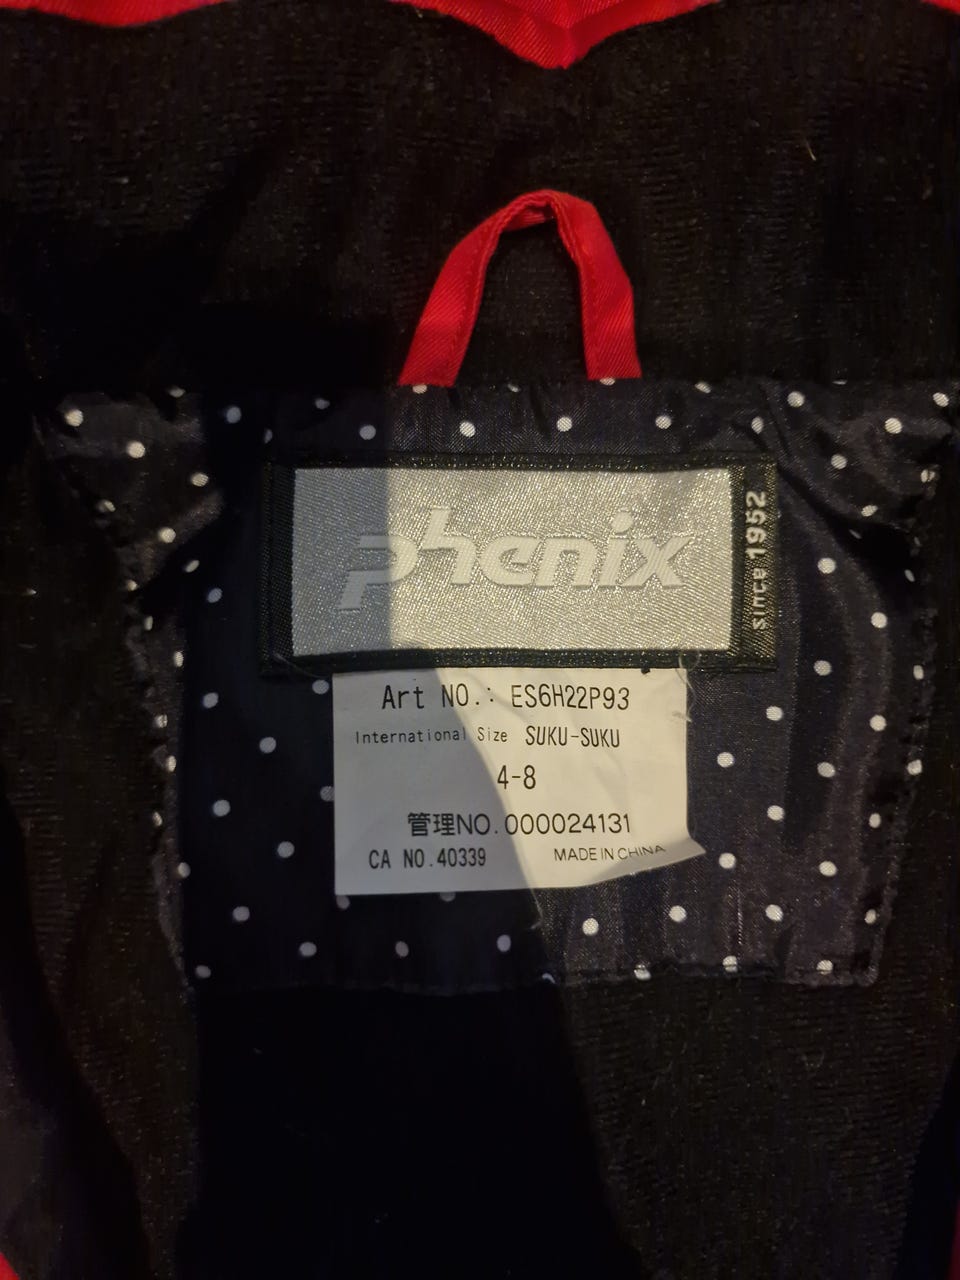 phenix
since 1952
Art NO.: ES6H22P93
International Size SUKU-SUKU
4-8
管理NO.000024131
CA NO.40339 MADE IN CHINA